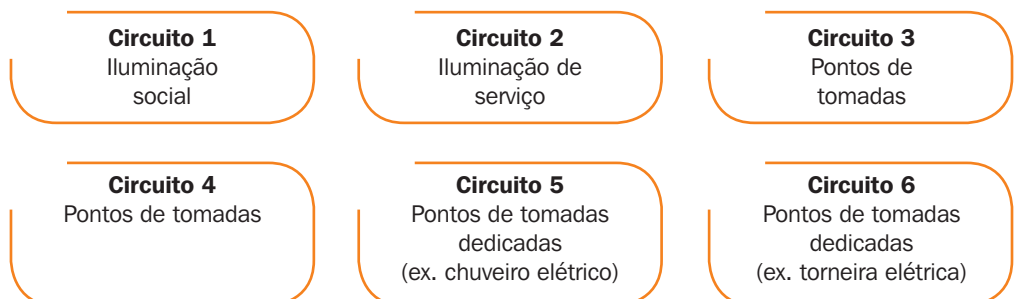 Circuito 1
Iluminação
social
Circuito 2
Iluminação de
serviço
Circuito 3
Pontos de
tomadas
Circuito 4
Pontos de tomadas
Circuito 5
Pontos de tomadas
dedicadas
(ex. chuveiro elétrico)
Circuito 6
Pontos de tomadas
dedicadas
(ex. torneira elétrica)